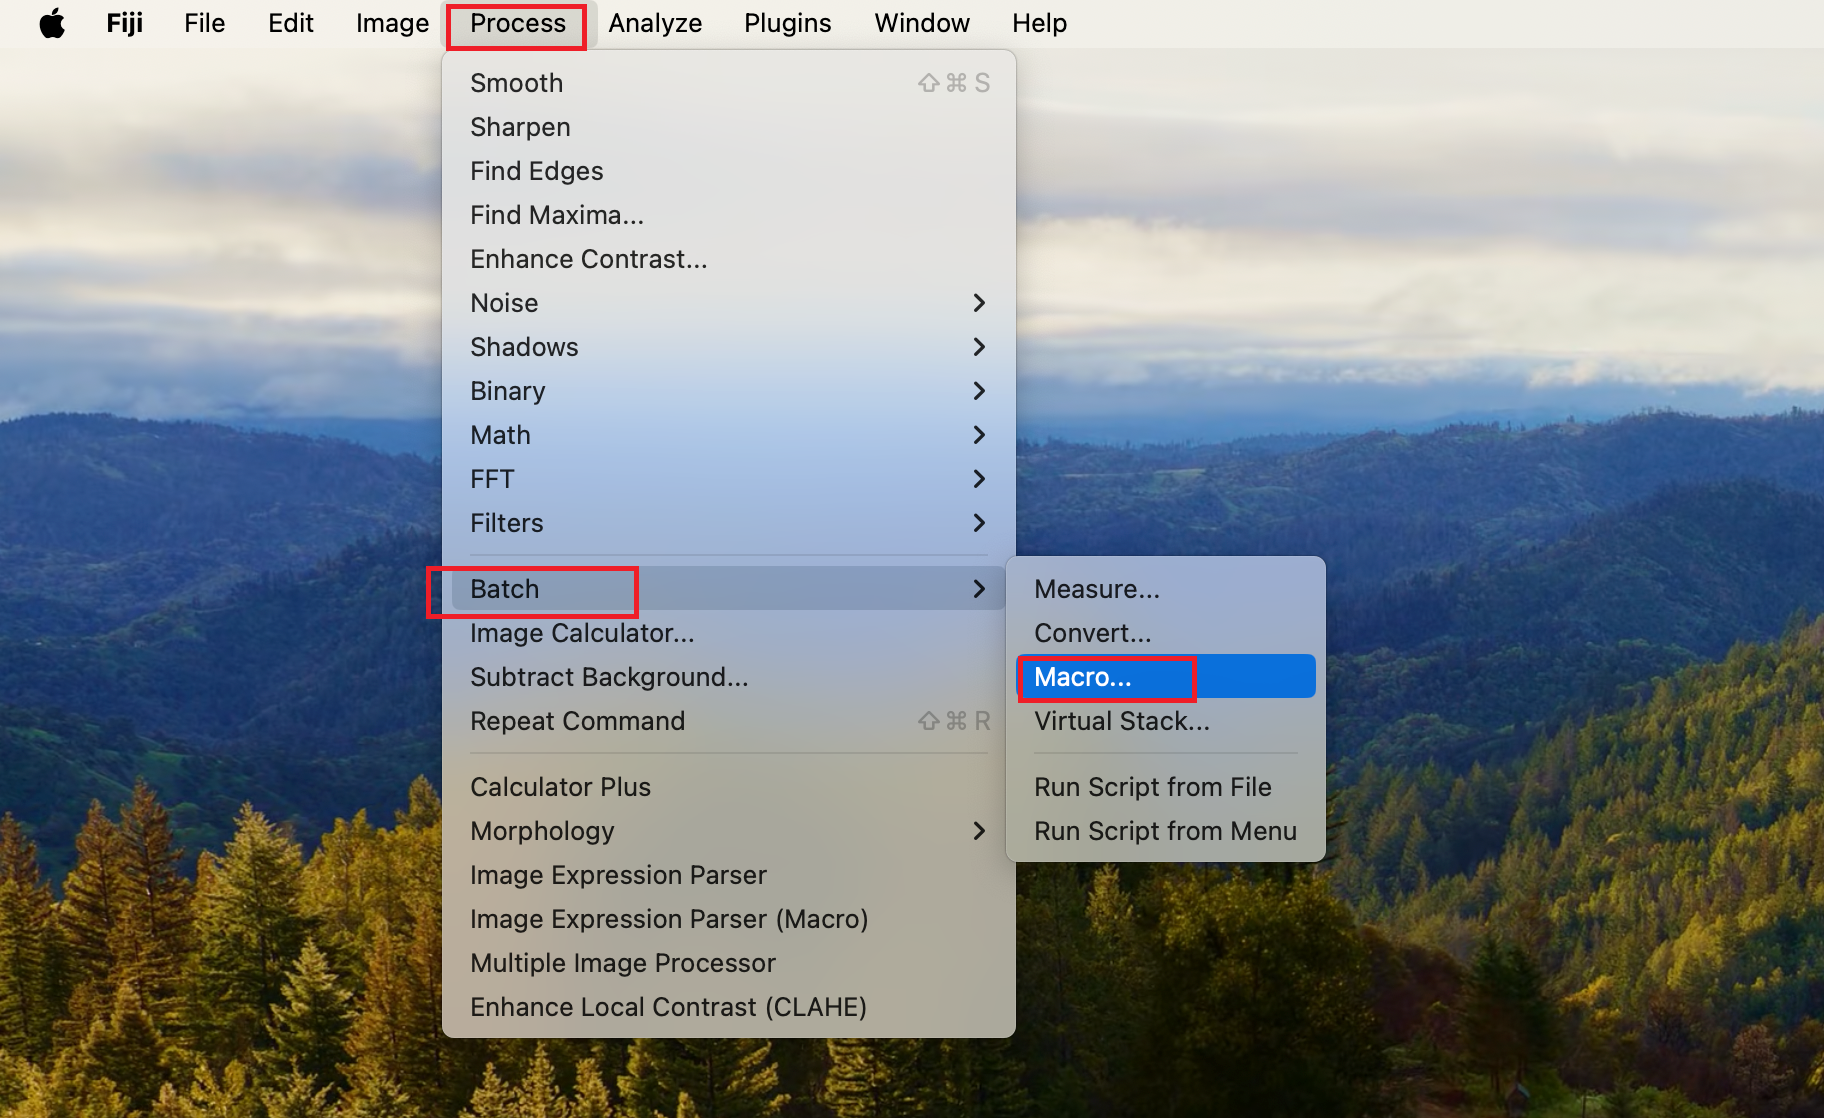 Fiji File Edit Image Process Analyze Plugins Window Help
Smooth ⇧⌘S
Sharpen
Find Edges
Find Maxima...
Enhance Contrast...
Noise
Shadows
Binary
Math
FFT
Filters
Batch
Image Calculator...
Subtract Background...
Repeat Command ⇧⌘R
Calculator Plus
Morphology
Image Expression Parser
Image Expression Parser (Macro)
Multiple Image Processor
Enhance Local Contrast (CLAHE)
Measure...
Convert...
Macro...
Virtual Stack...
Run Script from File
Run Script from Menu